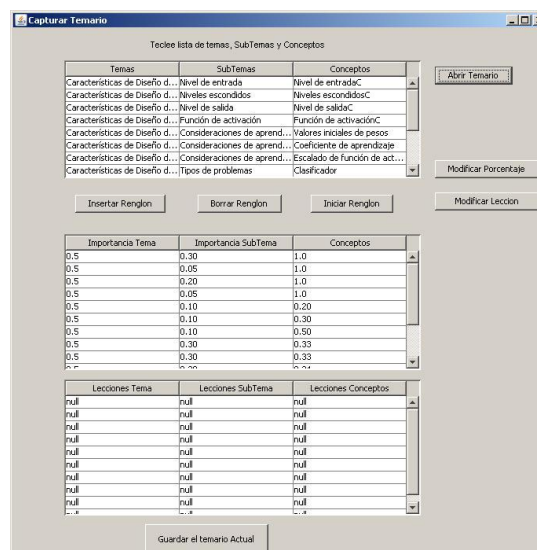 Capturar Temario
Teclee lista de temas, SubTemas y Conceptos
Temas SubTemas Conceptos
Características de Diseño d... Nivel de entrada Nivel de entradaC
Características de Diseño d... Niveles escondidos Niveles escondidosC
Características de Diseño d... Nivel de salida Nivel de salidaC
Características de Diseño d... Función de activación Función de activaciónC
Características de Diseño d... Consideraciones de aprend... Valores iniciales de pesos
Características de Diseño d... Consideraciones de aprend... Coeficiente de aprendizaje
Características de Diseño d... Consideraciones de aprend... Escalado de función de act...
Características de Diseño d... Tipos de problemas Clasificador
Abrir Temario
Modificar Porcentaje
Modificar Leccion
Insertar Renglon Borrar Renglon Iniciar Renglon
Importancia Tema Importancia SubTema Conceptos
0.5 0.30 1.0
0.5 0.05 1.0
0.5 0.20 1.0
0.5 0.05 1.0
0.5 0.10 0.20
0.5 0.10 0.30
0.5 0.10 0.50
0.5 0.30 0.33
0.5 0.30 0.33
0.5 0.30 0.34
Lecciones Tema Lecciones SubTema Lecciones Conceptos
null null null
null null null
null null null
null null null
null null null
null null null
null null null
null null null
null null null
Guardar el temario Actual